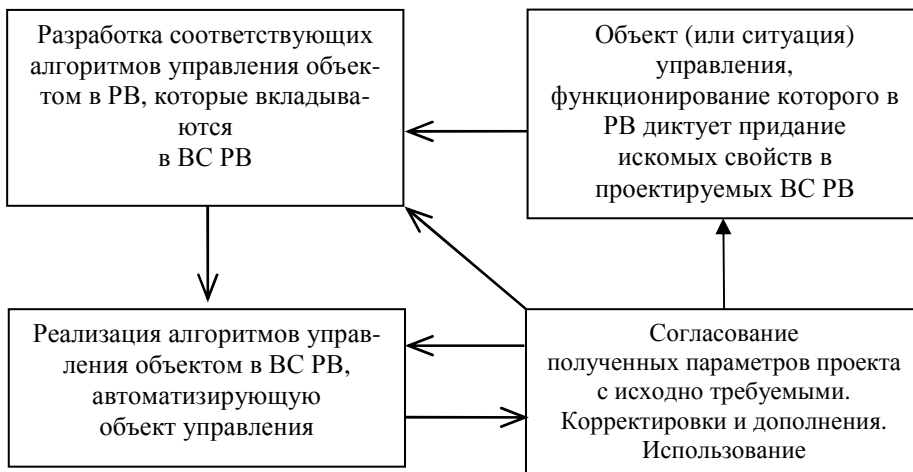 Разработка соответствующих
алгоритмов управления объек-
том в РВ, которые вкладыва-
ются
в ВС РВ
Объект (или ситуация)
управления,
функционирование которого в
РВ диктует придание
искомых свойств в
проектируемых ВС РВ
Реализация алгоритмов управ-
ления объектом в ВС РВ,
автоматизирующую
объект управления
Согласование
полученных параметров проекта
с исходно требуемыми.
Корректировки и дополнения.
Использование